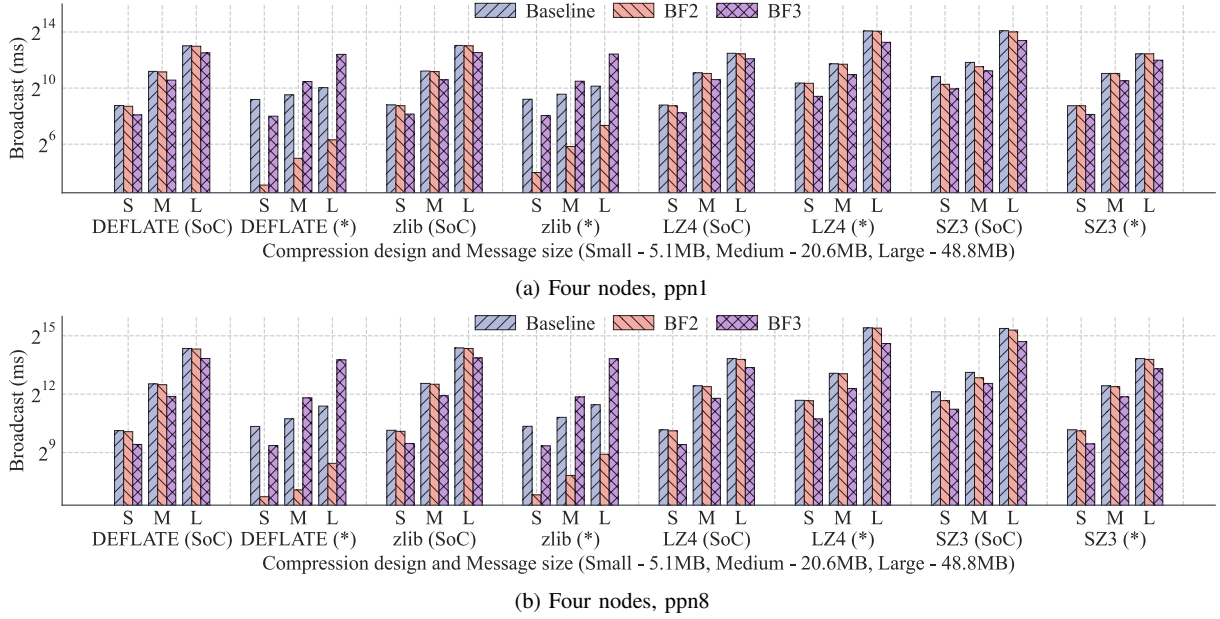 Baseline BF2 BF3
Broadcast (ms)
2^14
2^10
2^6
S M L S M L S M L S M L S M L S M L S M L S M L
DEFLATE (SoC) DEFLATE (*) zlib (SoC) zlib (*) LZ4 (SoC) LZ4 (*) SZ3 (SoC) SZ3 (*)
Compression design and Message size (Small - 5.1MB, Medium - 20.6MB, Large - 48.8MB)
(a) Four nodes, ppn1
Baseline BF2 BF3
Broadcast (ms)
2^15
2^12
2^9
S M L S M L S M L S M L S M L S M L S M L S M L
DEFLATE (SoC) DEFLATE (*) zlib (SoC) zlib (*) LZ4 (SoC) LZ4 (*) SZ3 (SoC) SZ3 (*)
Compression design and Message size (Small - 5.1MB, Medium - 20.6MB, Large - 48.8MB)
(b) Four nodes, ppn8